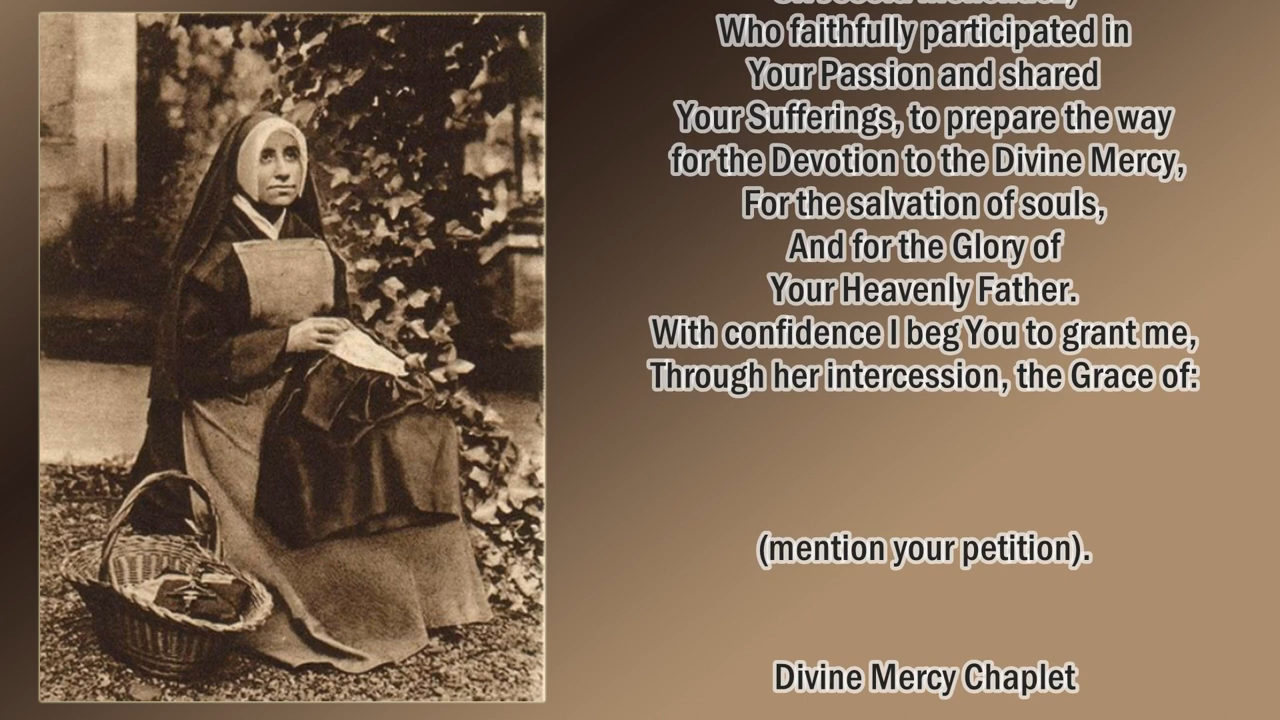 Who faithfully participated in
Your Passion and shared
Your Sufferings, to prepare the way
for the Devotion to the Divine Mercy,
For the salvation of souls,
And for the Glory of
Your Heavenly Father.
With confidence I beg You to grant me,
Through her intercession, the Grace of:
(mention your petition).
Divine Mercy Chaplet